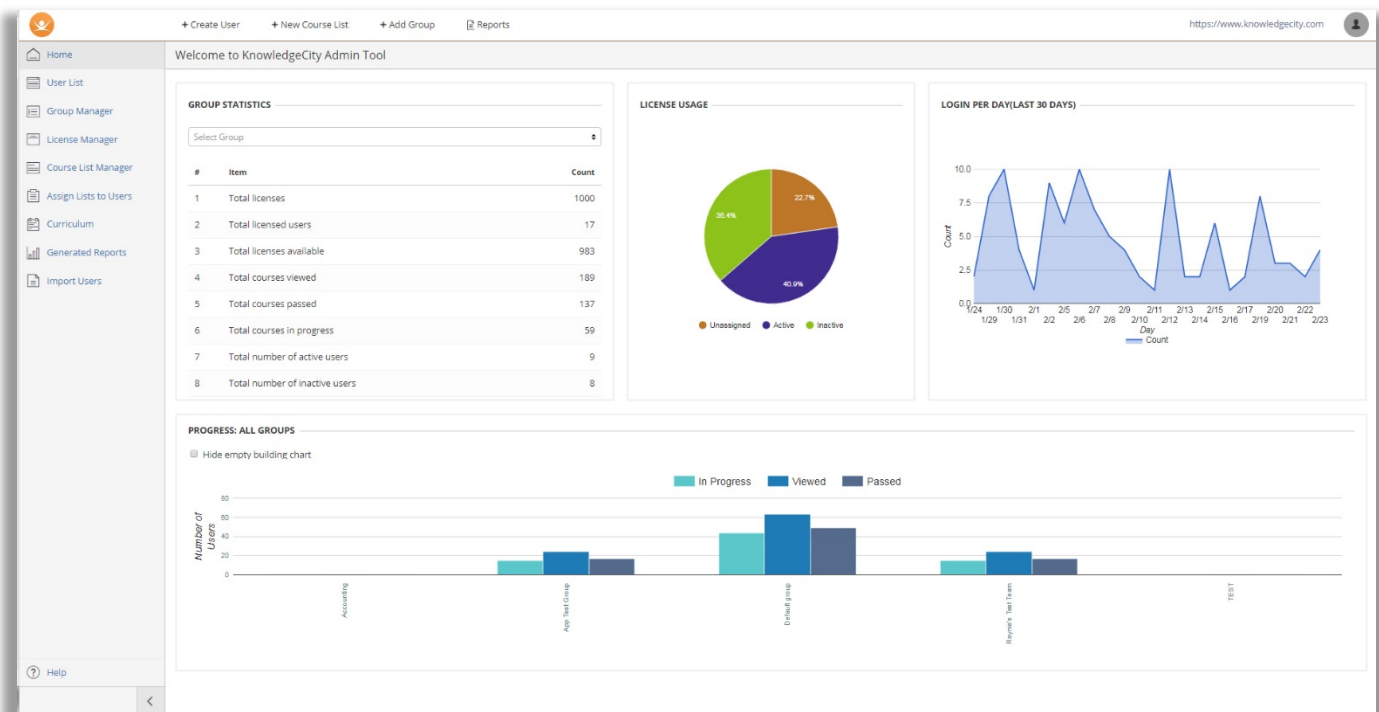 + Create User + New Course List + Add Group Reports https://www.knowledgecity.com
Home
User List
Group Manager
License Manager
Course List Manager
Assign Lists to Users
Curriculum
Generated Reports
Import Users
? Help
<
Welcome to KnowledgeCity Admin Tool
GROUP STATISTICS
Select Group
# Item Count
1 Total licenses 1000
2 Total licensed users 17
3 Total licenses available 983
4 Total courses viewed 189
5 Total courses passed 137
6 Total courses in progress 59
7 Total number of active users 9
8 Total number of inactive users 8
LICENSE USAGE
22.7%
36.4%
40.9%
Unassigned Active Inactive
LOGIN PER DAY(LAST 30 DAYS)
10.0
7.5
5.0
2.5
0.0
Count
1/24 1/30 2/1 2/5 2/7 2/9 2/11 2/13 2/15 2/17 2/20 2/22
1/29 1/31 2/2 2/6 2/8 2/10 2/12 2/14 2/16 2/19 2/21 2/23
Day
Count
PROGRESS: ALL GROUPS
Hide empty building chart
In Progress Viewed Passed
Number of
Users
80
60
40
20
0
Accounting
App Test Group
Default group
Rayna's Test Team
TEST